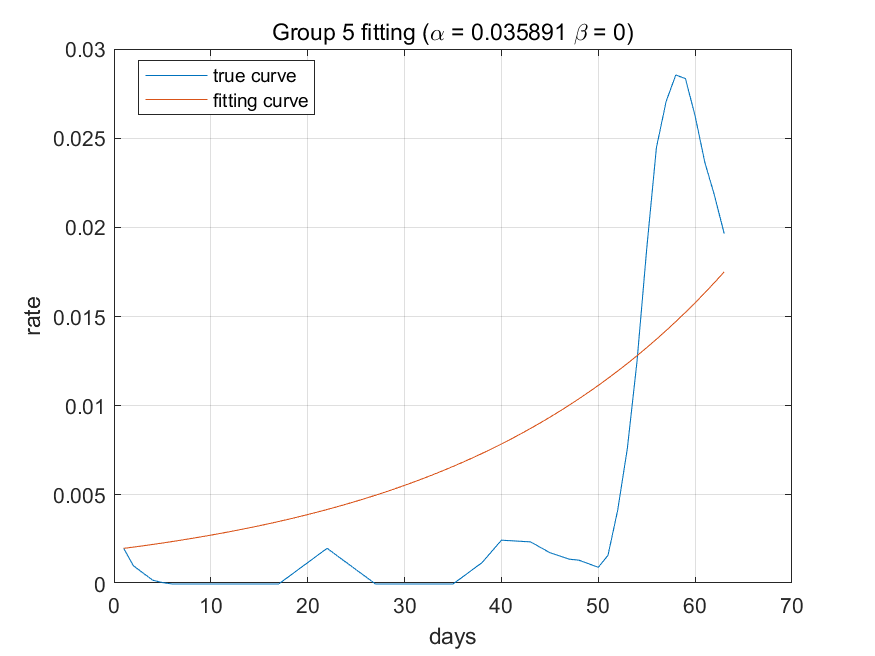 Group 5 fitting (α = 0.035891 β = 0)
true curve
fitting curve
0.03
0.025
0.02
0.015
0.01
0.005
0
rate
0 10 20 30 40 50 60 70
days